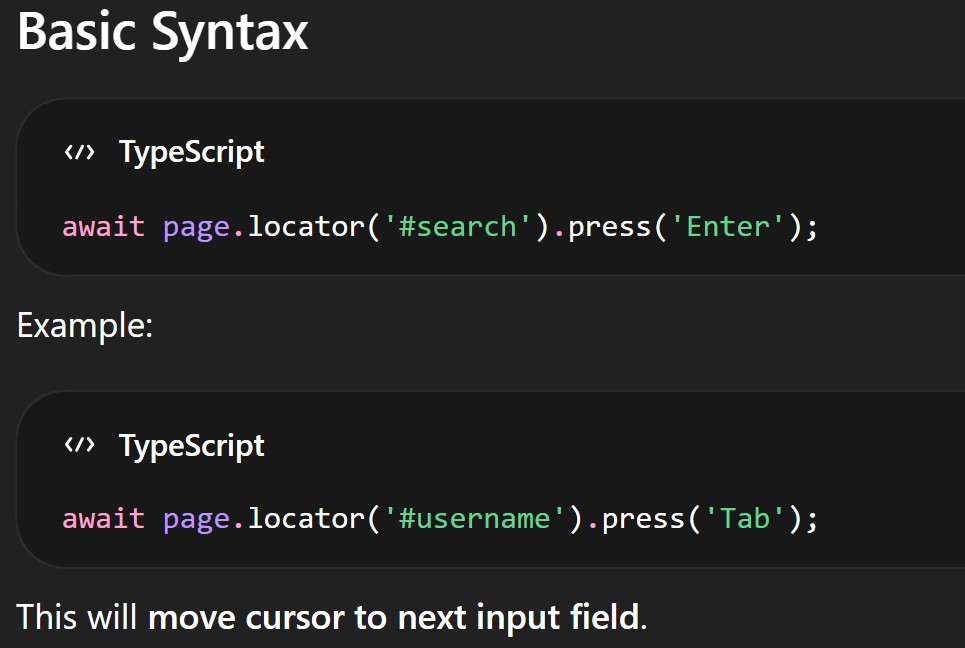 Basic Syntax
</> TypeScript
await page.locator('#search').press('Enter');
Example:
</> TypeScript
await page.locator('#username').press('Tab');
This will move cursor to next input field.